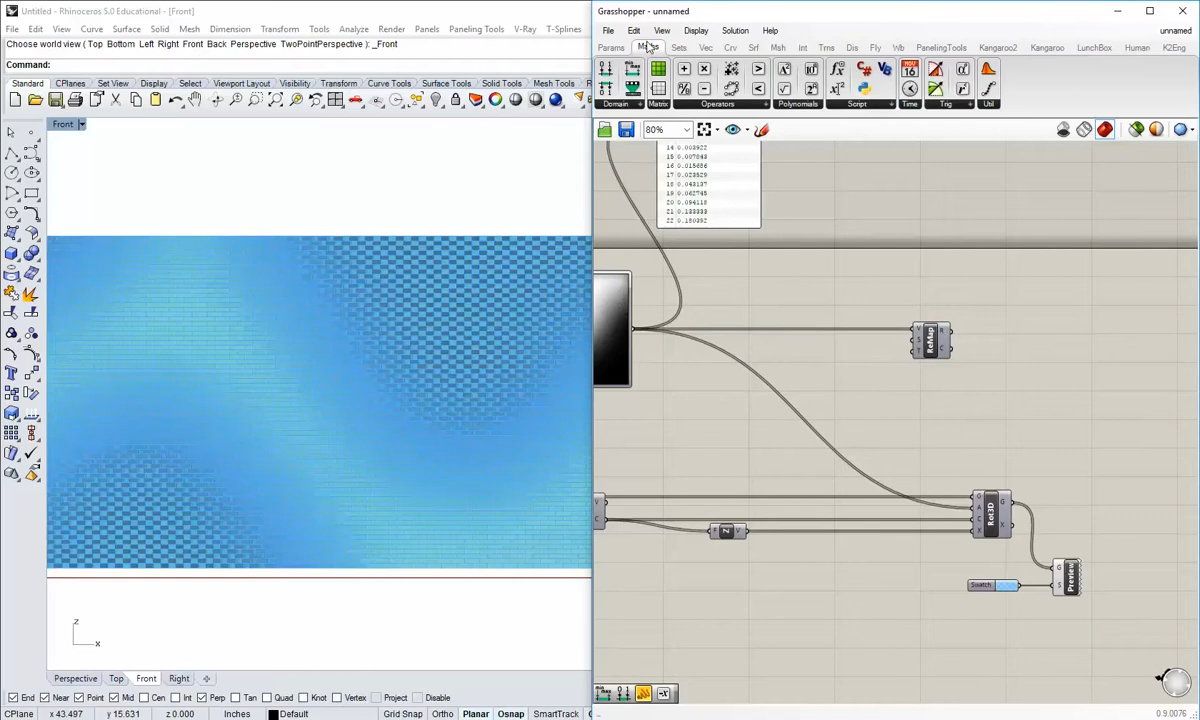 Untitled - Rhinoceros 5.0 Educational - [Front]
File Edit View Curve Surface Solid Mesh Dimension Transform Tools Analyze Render Panels V-Ray T-Splines
Choose world view ( Top Bottom Left Right Front Back Perspective TwoPointPerspective ): _Front
Command:
Standard CPlanes Set View Display Select Viewport Layout Visibility Transform Curve Tools Surface Tools Solid Tools Mesh Tools
Front
z
x
Perspective Top Front Right
End Near Point Mid Cen Int Perp Tan Quad Knot Vertex Project Disable
CPlane x 43.497 y 15.631 z 0.000 Inches Default Grid Snap Ortho Planar Osnap SmartTrack
Grasshopper - unnamed
File Edit View Display Solution Help unnamed
Params Maths Sets Vec Crv Srf Msh Int Trns Dis Fly Wb PanelingTools Kangaroo2 Kangaroo LunchBox Human K2Eng
Domain Matrix Operators Polynomials Script Time Trig Util
80%
14 0.003922
15 0.007843
16 0.015686
17 0.023529
18 0.043137
19 0.062745
20 0.094118
21 0.133333
22 0.180392
V S T ReMap R C
V C
F Z V
G A C X Rot3D G X
Swatch
G S Preview
0.9.0076